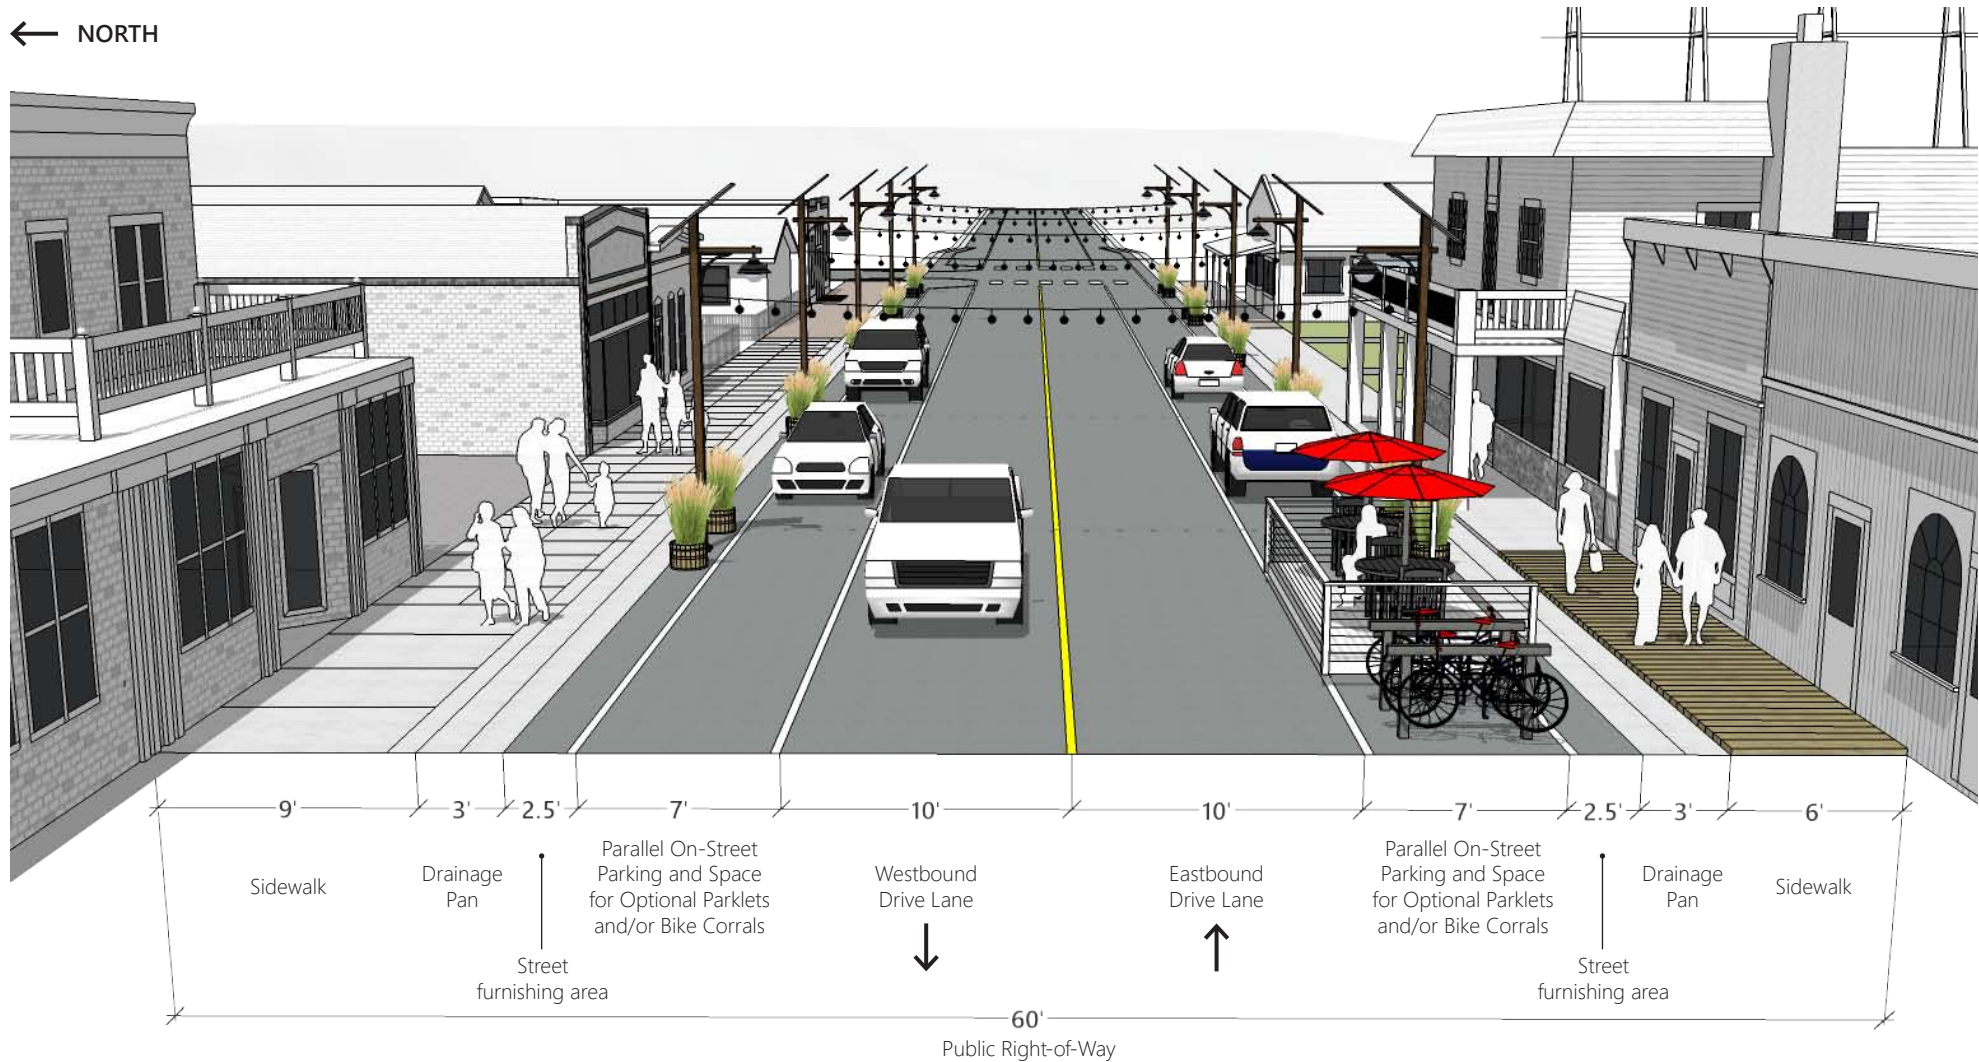 NORTH
9'
3'
2.5'
7'
10'
10'
7'
2.5'
3'
6'
Sidewalk
Drainage
Pan
Street
furnishing area
Parallel On-Street
Parking and Space
for Optional Parklets
and/or Bike Corrals
Westbound
Drive Lane
Eastbound
Drive Lane
Parallel On-Street
Parking and Space
for Optional Parklets
and/or Bike Corrals
Street
furnishing area
Drainage
Pan
Sidewalk
60'
Public Right-of-Way